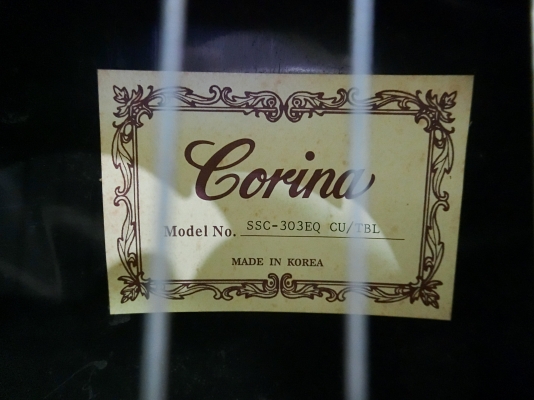 Corina
Model No. SSC-303EQ CU/TBL
MADE IN KOREA